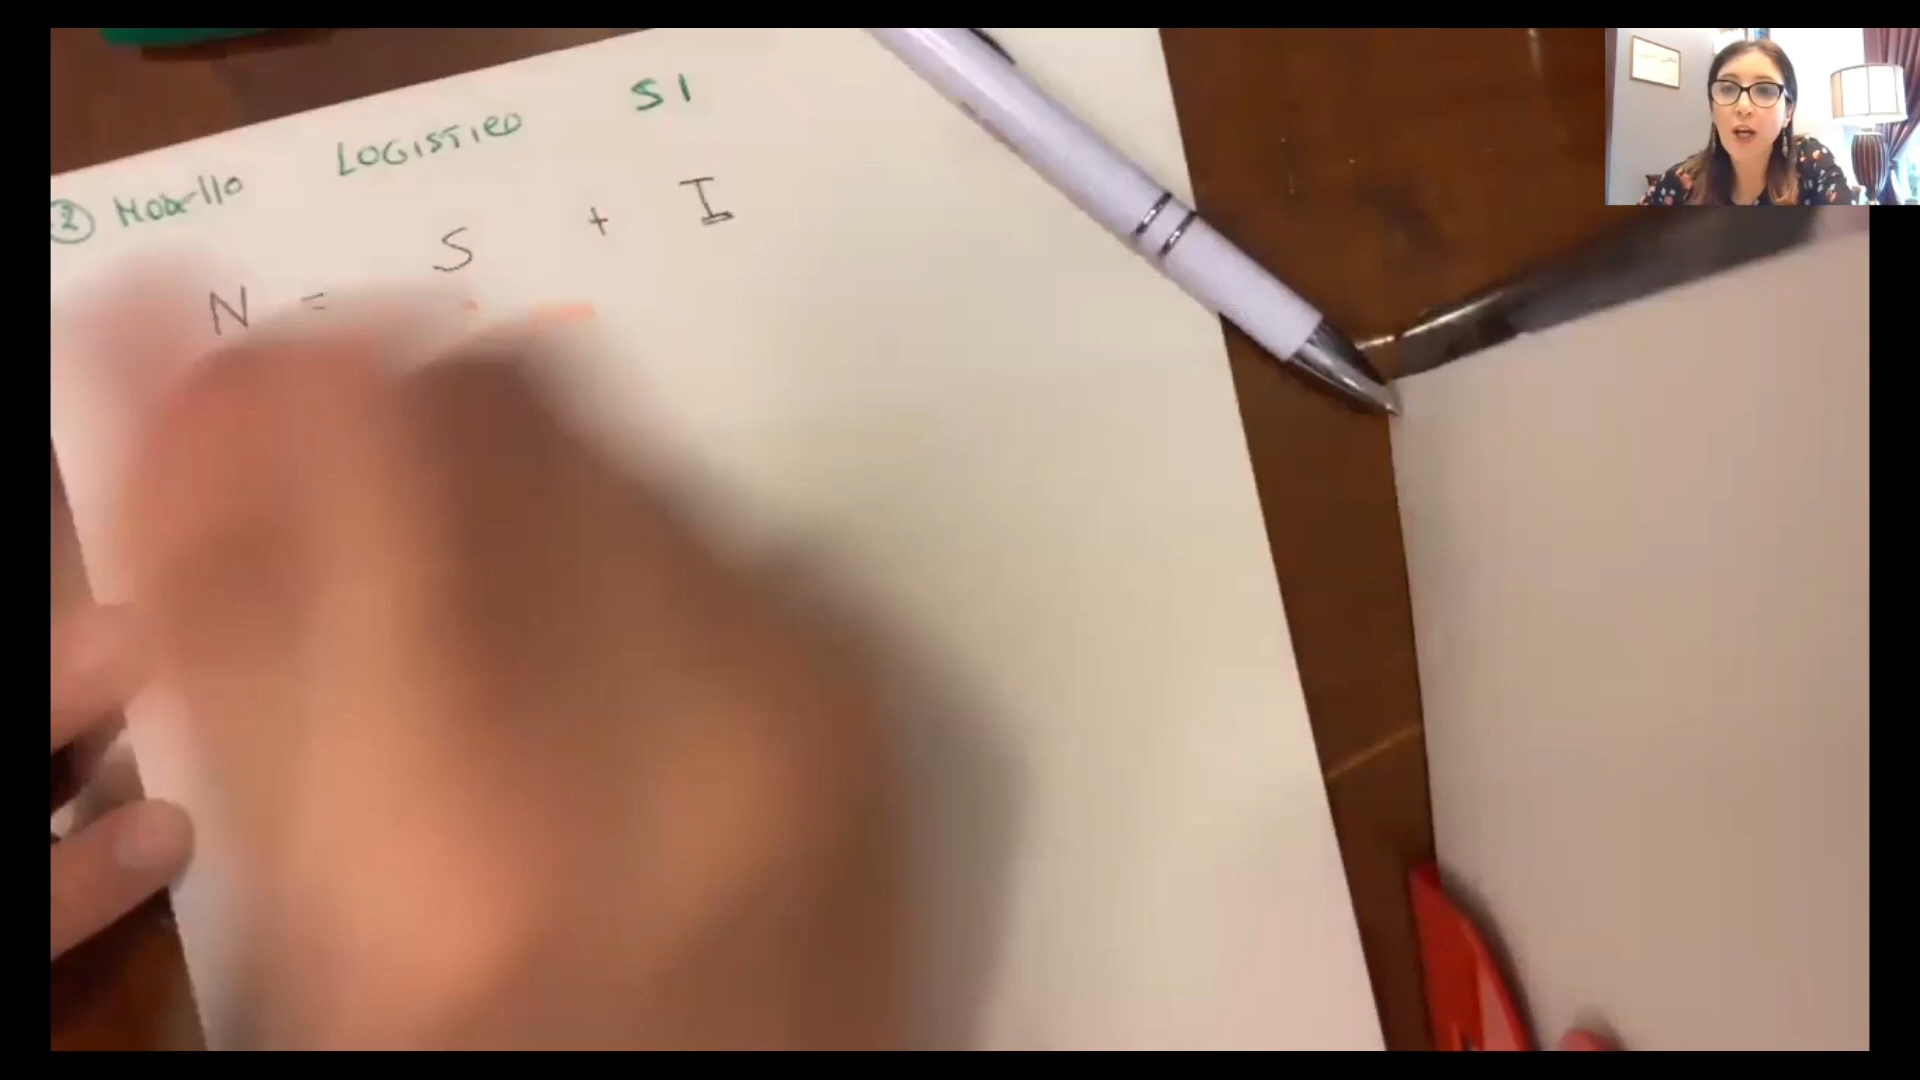 ② Modello LOGISTICO SI
N = S + I